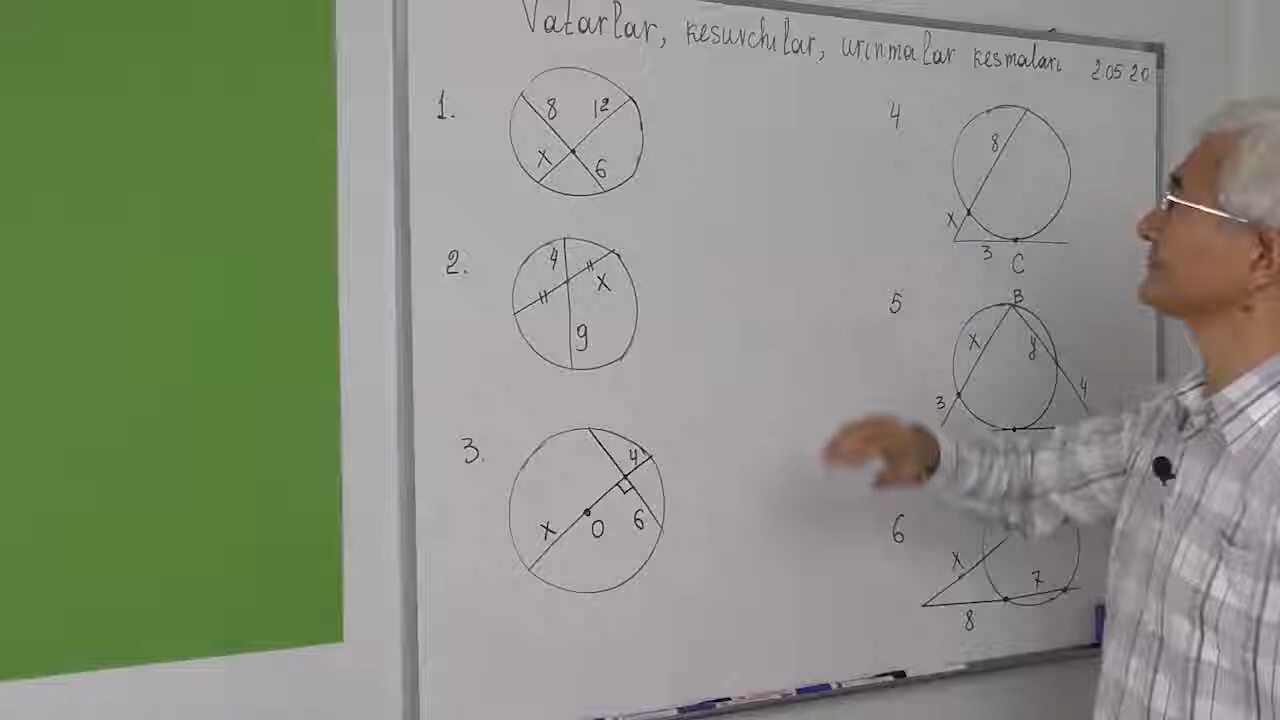 Vatarlar, kesuvchilar, urinmalar kesmalari 2.05 20
1.
8 12
x 6
2.
4
x
9
3.
4
x O 6
4
8
x
3
C
5
B
x y
3 4
6
x
7
8